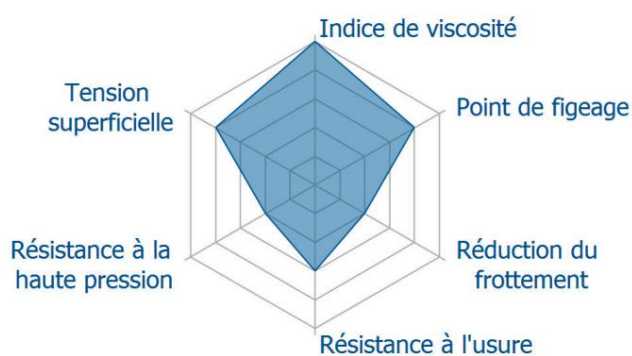 Indice de viscosité
Tension
superficielle
Point de figeage
Résistance à la
haute pression
Réduction du
frottement
Résistance à l'usure